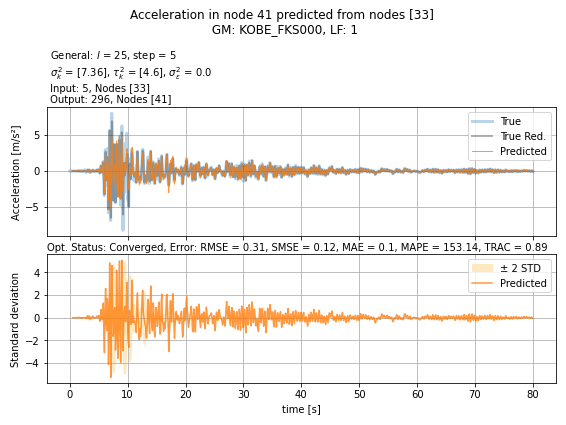 Acceleration in node 41 predicted from nodes [33]
GM: KOBE_FKS000, LF: 1
General: l = 25, step = 5
σ²ₖ = [7.36], τ²ₖ = [4.6], σ²ₑ = 0.0
Input: 5, Nodes [33]
Output: 296, Nodes [41]
Acceleration [m/s²]
5
0
−5
True
True Red.
Predicted
Opt. Status: Converged, Error: RMSE = 0.31, SMSE = 0.12, MAE = 0.1, MAPE = 153.14, TRAC = 0.89
Standard deviation
4
2
0
−2
−4
± 2 STD
Predicted
0 10 20 30 40 50 60 70 80
time [s]